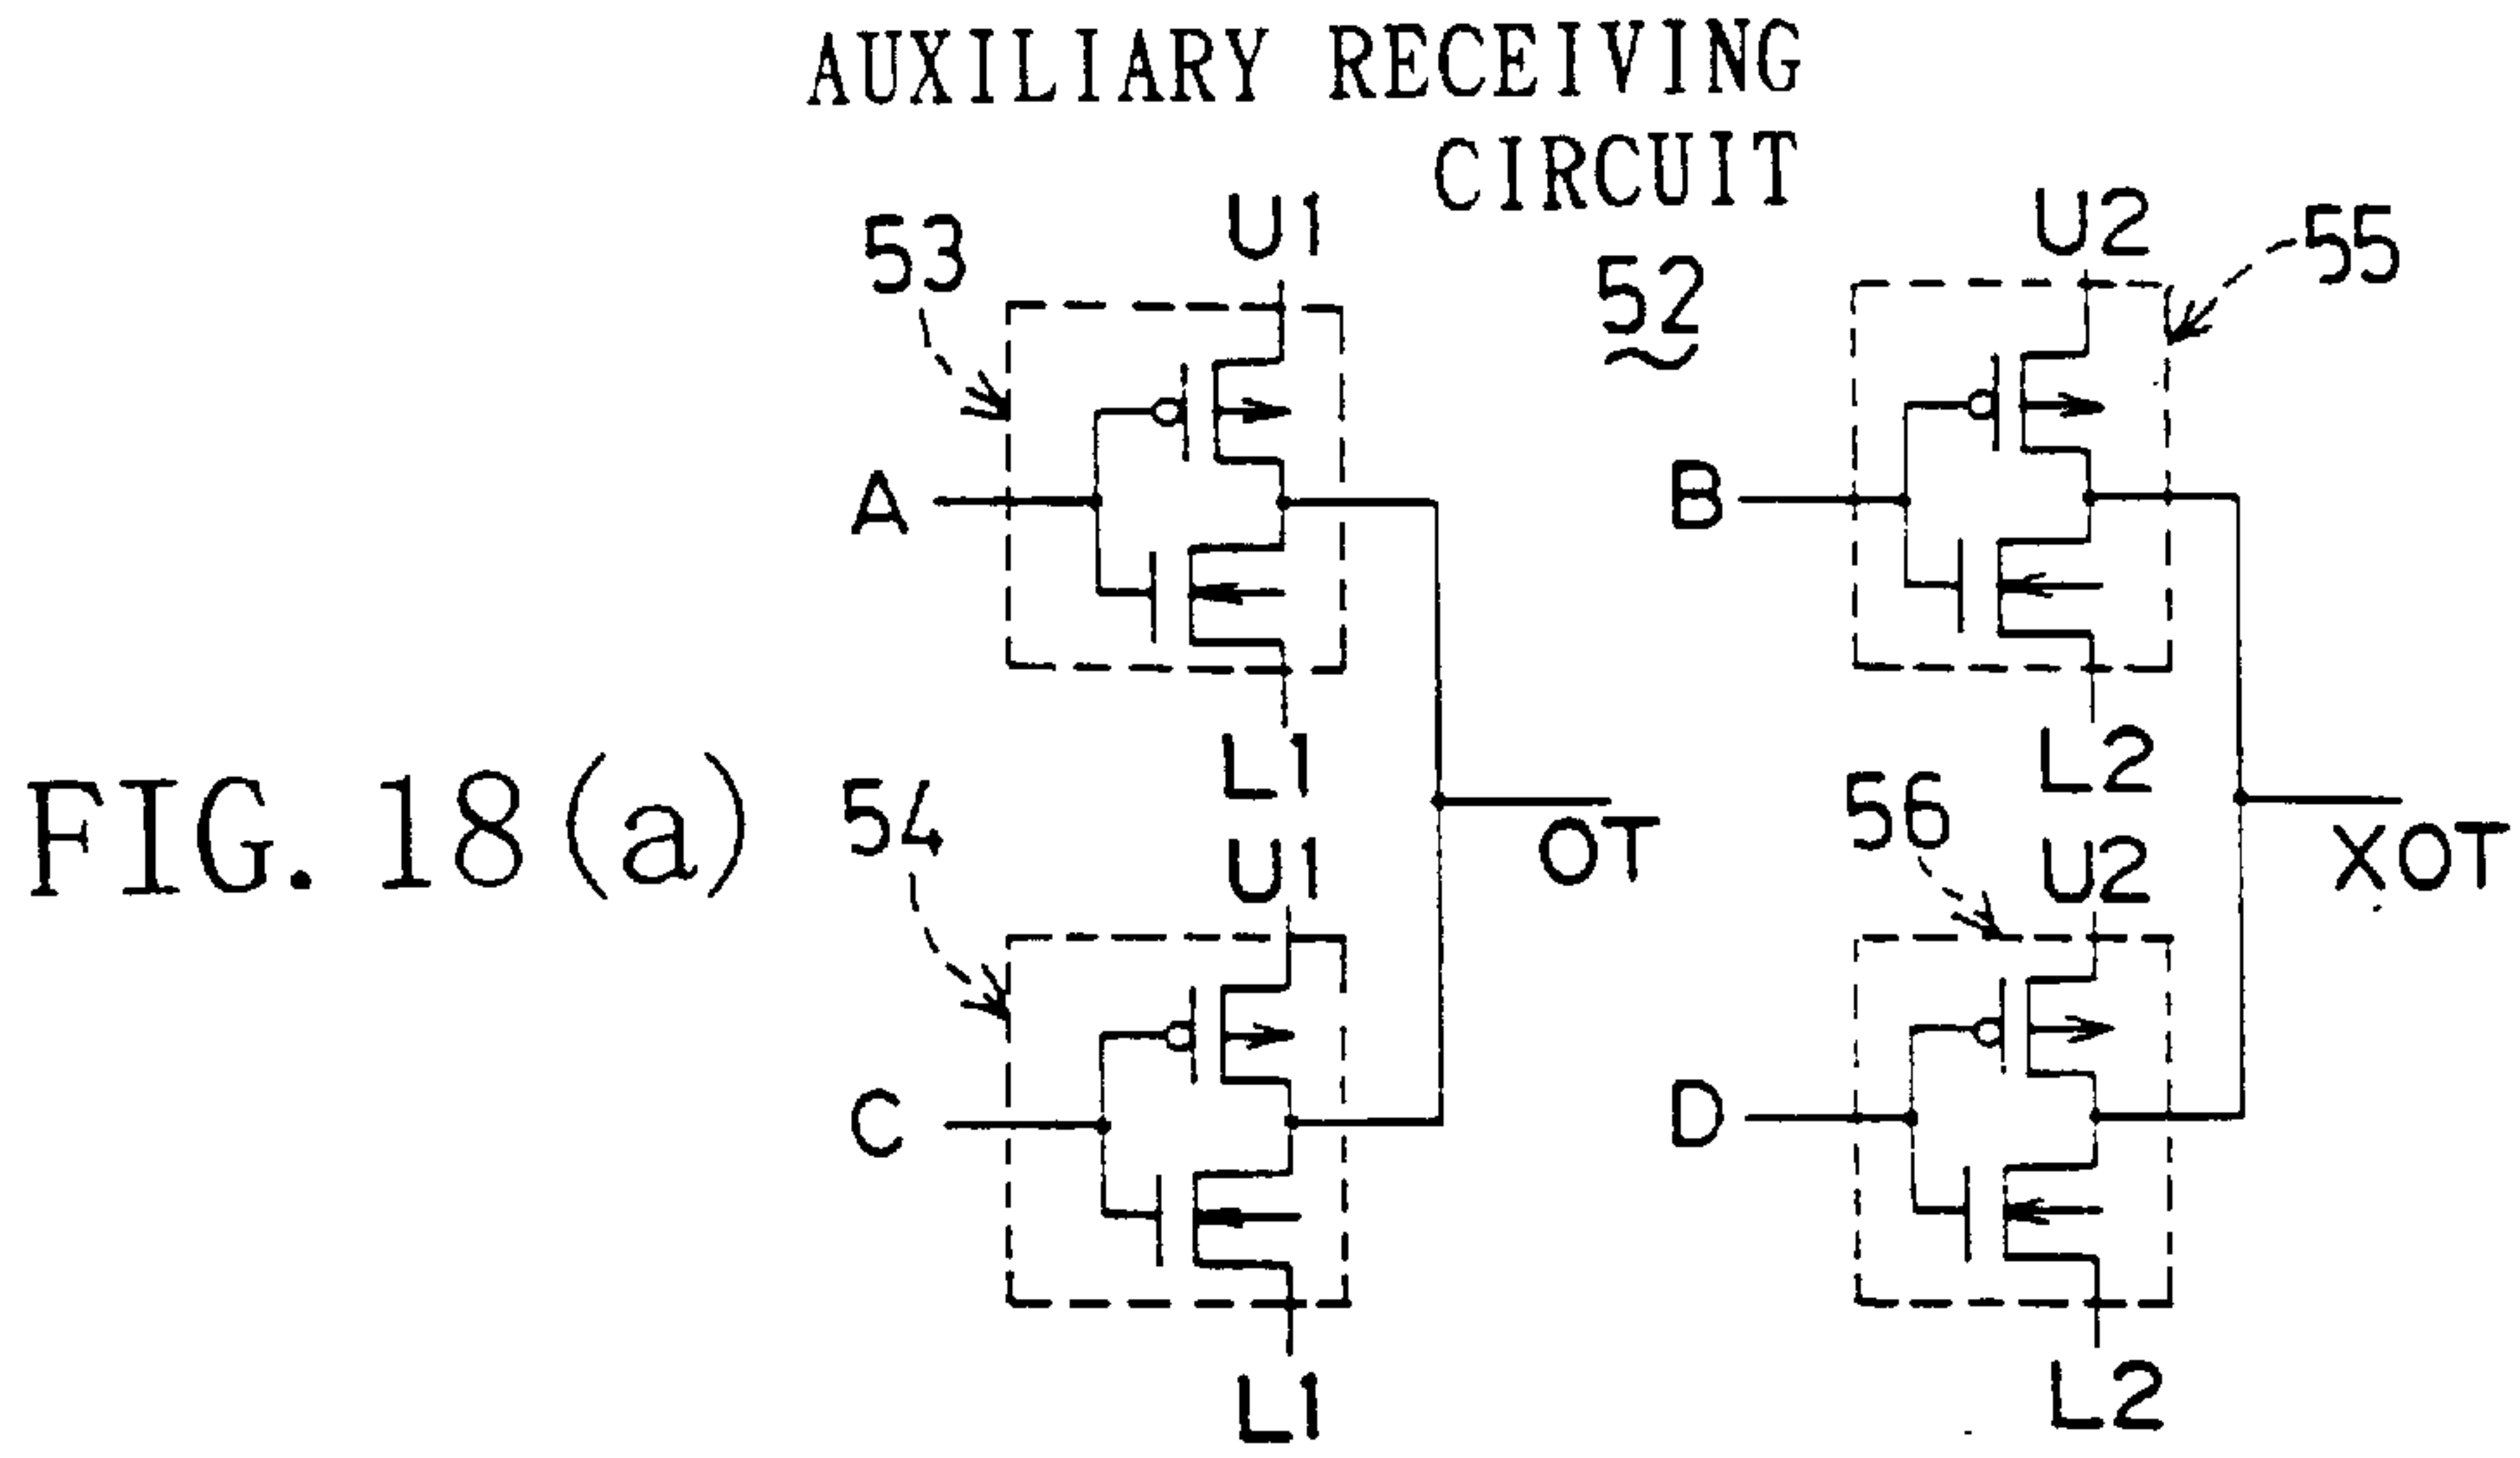 AUXILIARY RECEIVING
CIRCUIT
53
U1
52
U2
55
A
B
L1
L2
FIG. 18(a)
54
U1
OT
56
U2
XOT
C
D
L1
L2